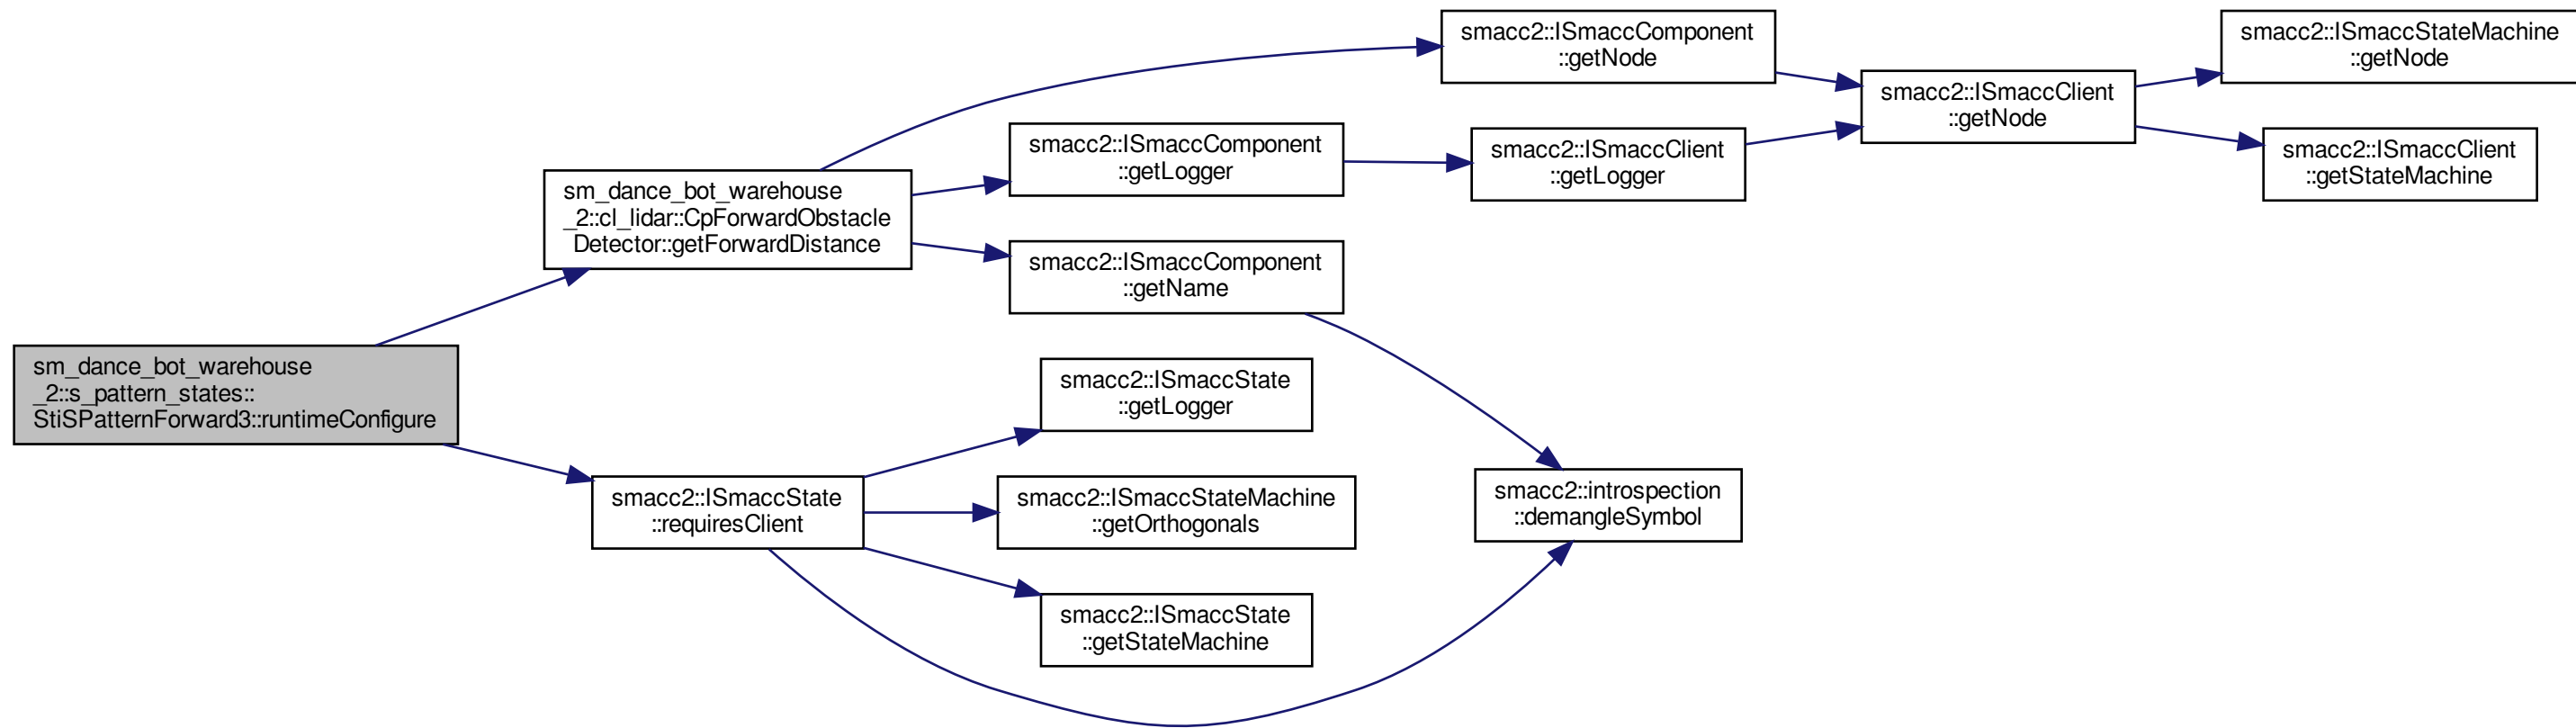 sm_dance_bot_warehouse
_2::s_pattern_states::
StiSPatternForward3::runtimeConfigure
sm_dance_bot_warehouse
_2::cl_lidar::CpForwardObstacle
Detector::getForwardDistance
smacc2::ISmaccComponent
::getNode
smacc2::ISmaccClient
::getNode
smacc2::ISmaccStateMachine
::getNode
smacc2::ISmaccClient
::getStateMachine
smacc2::ISmaccComponent
::getLogger
smacc2::ISmaccClient
::getLogger
smacc2::ISmaccComponent
::getName
smacc2::introspection
::demangleSymbol
smacc2::ISmaccState
::requiresClient
smacc2::ISmaccState
::getLogger
smacc2::ISmaccStateMachine
::getOrthogonals
smacc2::ISmaccState
::getStateMachine